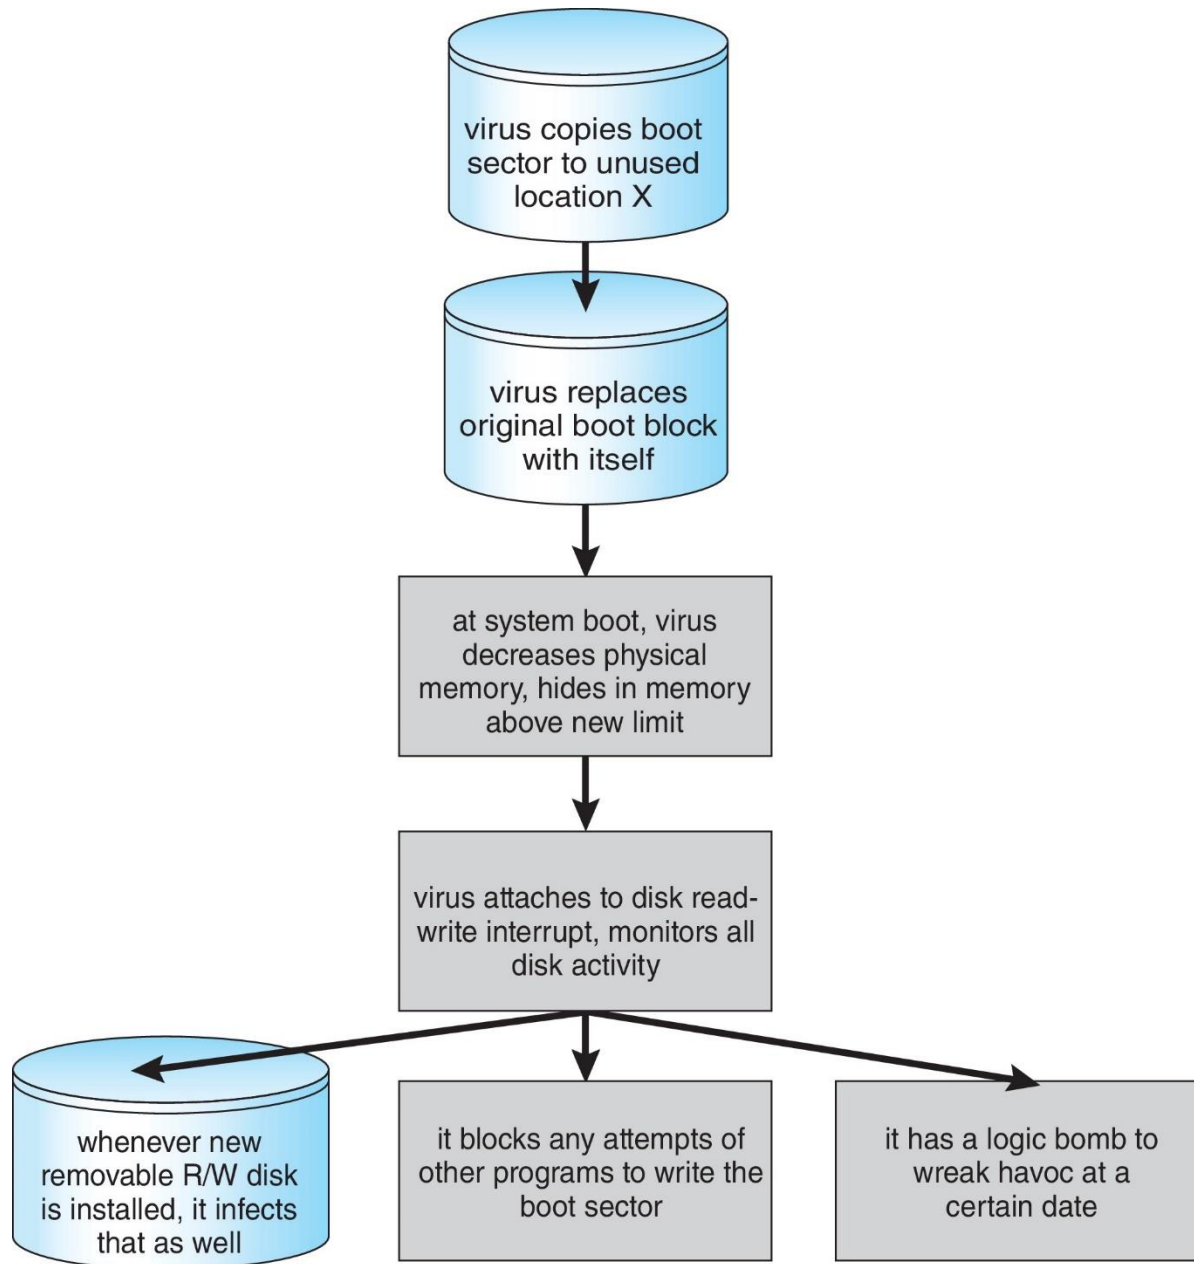 virus copies boot
sector to unused
location X
virus replaces
original boot block
with itself
at system boot, virus
decreases physical
memory, hides in memory
above new limit
virus attaches to disk read-
write interrupt, monitors all
disk activity
whenever new
removable R/W disk
is installed, it infects
that as well
it blocks any attempts of
other programs to write the
boot sector
it has a logic bomb to
wreak havoc at a
certain date